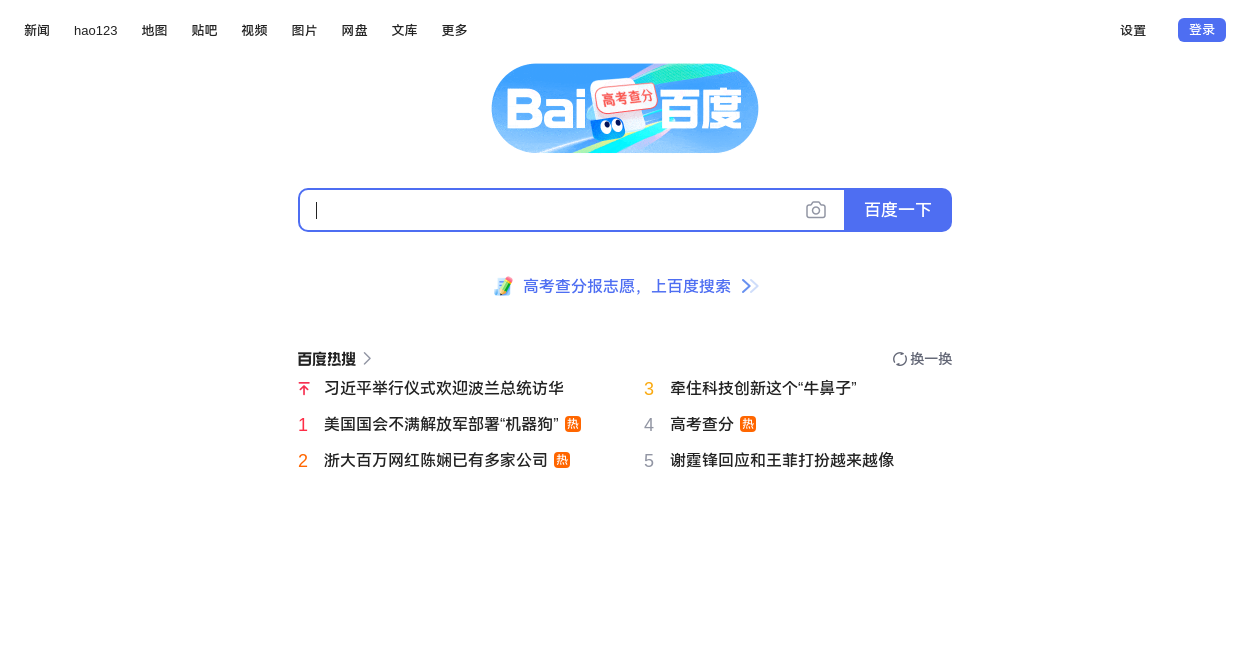 新闻 hao123 地图 贴吧 视频 图片 网盘 文库 更多 设置 登录
Bai 高考查分 百度
百度一下
高考查分报志愿，上百度搜索
百度热搜 换一换
习近平举行仪式欢迎波兰总统访华
1 美国国会不满解放军部署“机器狗” 热
2 浙大百万网红陈娴已有多家公司 热
3 牵住科技创新这个“牛鼻子”
4 高考查分 热
5 谢霆锋回应和王菲打扮越来越像